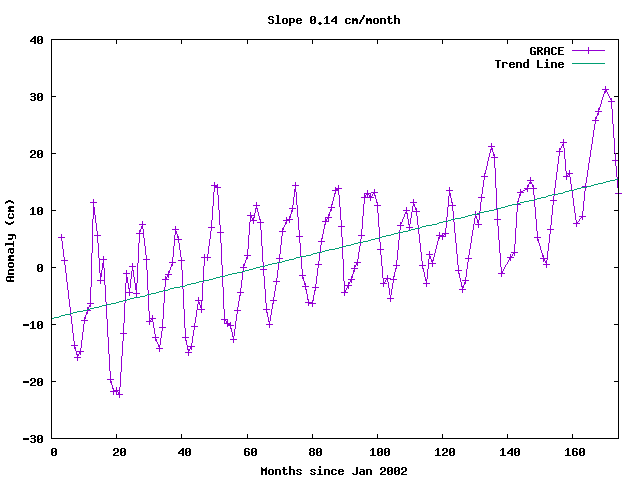 Slope 0.14 cm/month
GRACE
Trend Line
Anomaly (cm)
40
30
20
10
0
-10
-20
-30
0 20 40 60 80 100 120 140 160
Months since Jan 2002